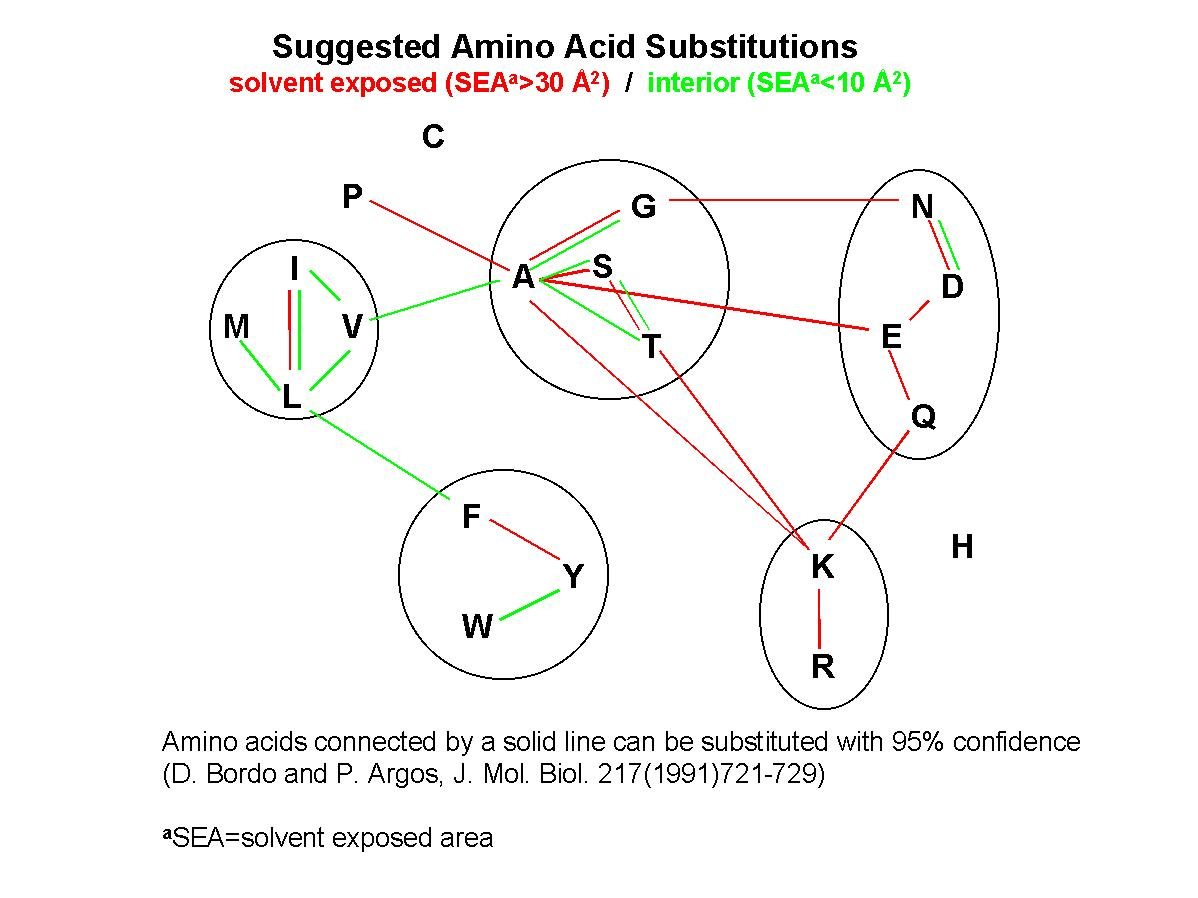 Suggested Amino Acid Substitutions
solvent exposed (SEAᵃ>30 Å²) / interior (SEAᵃ<10 Å²)
C
P
G
N
I
S
A
D
M
V
E
T
L
Q
F
H
K
Y
W
R
Amino acids connected by a solid line can be substituted with 95% confidence
(D. Bordo and P. Argos, J. Mol. Biol. 217(1991)721-729)
ᵃSEA=solvent exposed area